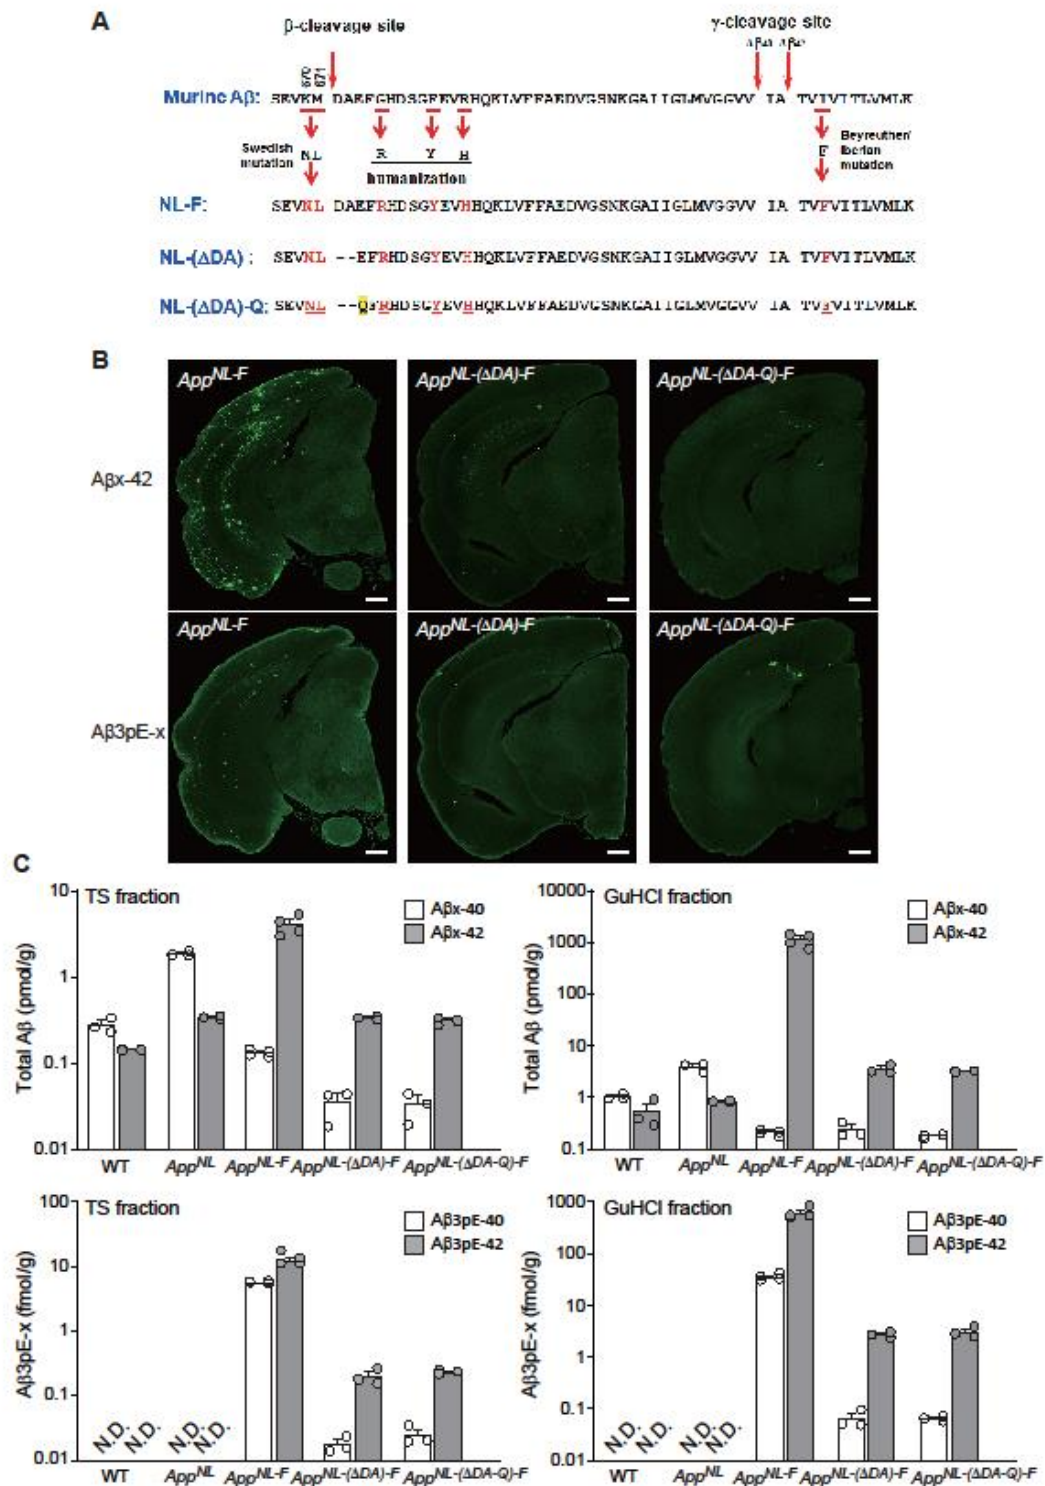 A
β-cleavage site
γ-cleavage site
Aβ40 Aβ42
670
671
Murine Aβ: SEVKM DAEFGHDSGFEVRHQKLVFFAEDVGSNKGAIIGLMVGGVV IA TVIVITLVMLK
Swedish
mutation
NL
R Y H
humanization
F
Beyreuther/
Iberian
mutation
NL-F: SEVNL DAEFRHDSGYEVHHQKLVFFAEDVGSNKGAIIGLMVGGVV IA TVFVITLVMLK
NL-(ΔDA) : SEVNL --EFRHDSGYEVHHQKLVFFAEDVGSNKGAIIGLMVGGVV IA TVFVITLVMLK
NL-(ΔDA)-Q: SEVNL --QFRHDSGYEVHHQKLVFFAEDVGSNKGAIIGLMVGGVV IA TVFVITLVMLK
B
App^NL-F
App^NL-(ΔDA)-F
App^NL-(ΔDA-Q)-F
Aβx-42
App^NL-F
App^NL-(ΔDA)-F
App^NL-(ΔDA-Q)-F
Aβ3pE-x
C
TS fraction
Aβx-40
Aβx-42
Total Aβ (pmol/g)
10
1
0.1
0.01
WT App^NL App^NL-F App^NL-(ΔDA)-F App^NL-(ΔDA-Q)-F
GuHCl fraction
Aβx-40
Aβx-42
Total Aβ (pmol/g)
10000
1000
100
10
1
0.1
WT App^NL App^NL-F App^NL-(ΔDA)-F App^NL-(ΔDA-Q)-F
TS fraction
Aβ3pE-40
Aβ3pE-42
Aβ3pE-x (fmol/g)
100
10
1
0.1
0.01
N.D. N.D. N.D. N.D.
WT App^NL App^NL-F App^NL-(ΔDA)-F App^NL-(ΔDA-Q)-F
GuHCl fraction
Aβ3pE-40
Aβ3pE-42
Aβ3pE-x (fmol/g)
1000
100
10
1
0.1
0.01
N.D. N.D. N.D. N.D.
WT App^NL App^NL-F App^NL-(ΔDA)-F App^NL-(ΔDA-Q)-F